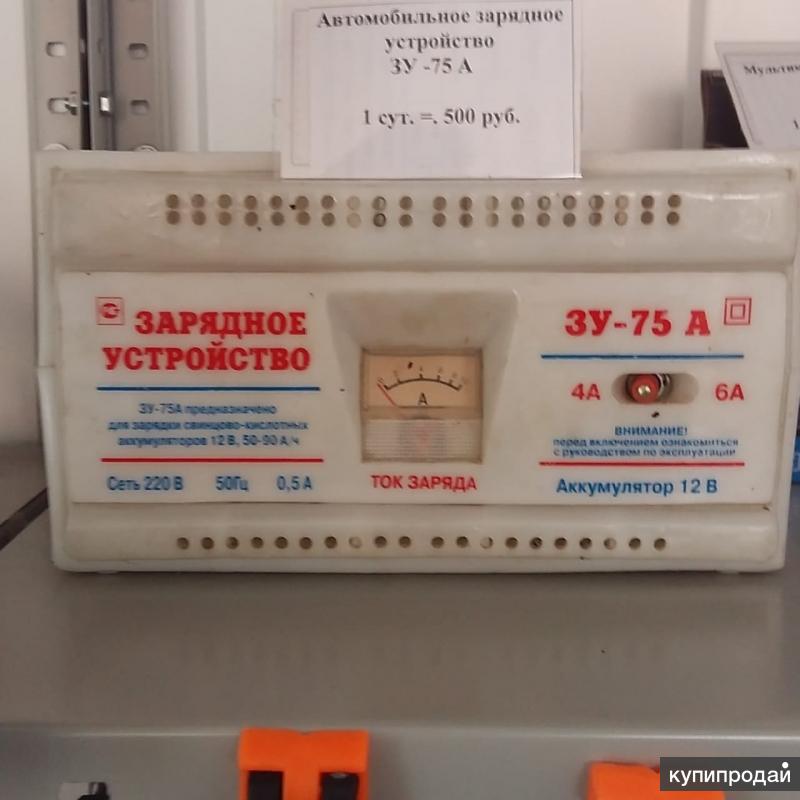 Автомобильное зарядное
устройство
ЗУ -75 А
1 сут. =. 500 руб.
Мульти
1
ЗАРЯДНОЕ
УСТРОЙСТВО
ЗУ-75А предназначено
для зарядки свинцово-кислотных
аккумуляторов 12 В, 50-90 А/ч
Сеть 220 В 50Гц 0,5 А
А
ТОК ЗАРЯДА
ЗУ-75 А
4А 6А
ВНИМАНИЕ!
перед включением ознакомиться
с руководством по эксплуатации
Аккумулятор 12 В
купипродай